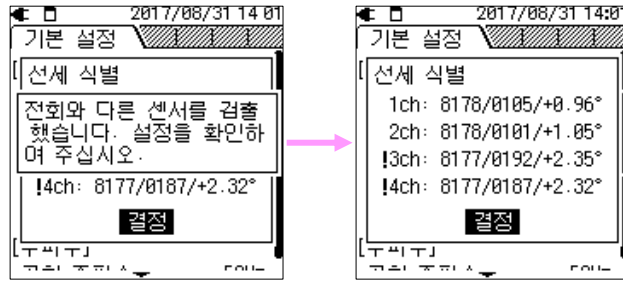 2017/08/31 14 01
기본 설정
선세 식별
전회와 다른 센서를 검출
했습니다. 설정을 확인하
여 주십시오.
!4ch: 8177/0187/+2.32°
결정
2017/08/31 14:01
기본 설정
선세 식별
1ch: 8178/0105/+0.96°
2ch: 8178/0101/+1.05°
!3ch: 8177/0192/+2.35°
!4ch: 8177/0187/+2.32°
결정